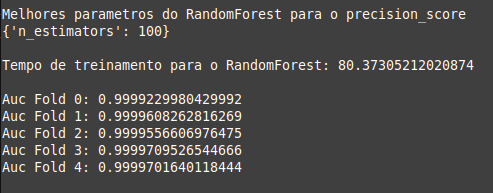 Melhores parametros do RandomForest para o precision_score
{'n_estimators': 100}
Tempo de treinamento para o RandomForest: 80.37305212020874
Auc Fold 0: 0.9999229980429992
Auc Fold 1: 0.9999608262816269
Auc Fold 2: 0.9999556606976475
Auc Fold 3: 0.9999709526544666
Auc Fold 4: 0.9999701640118444